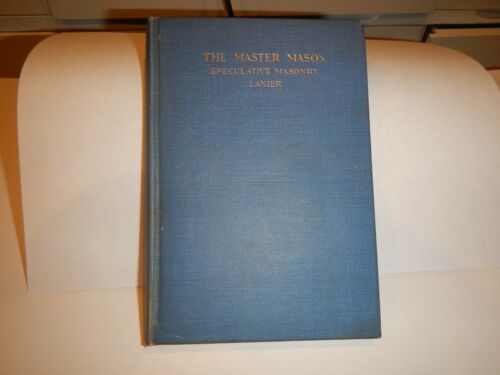 THE MASTER MASON
SPECULATIVE MASONRY
LANIER